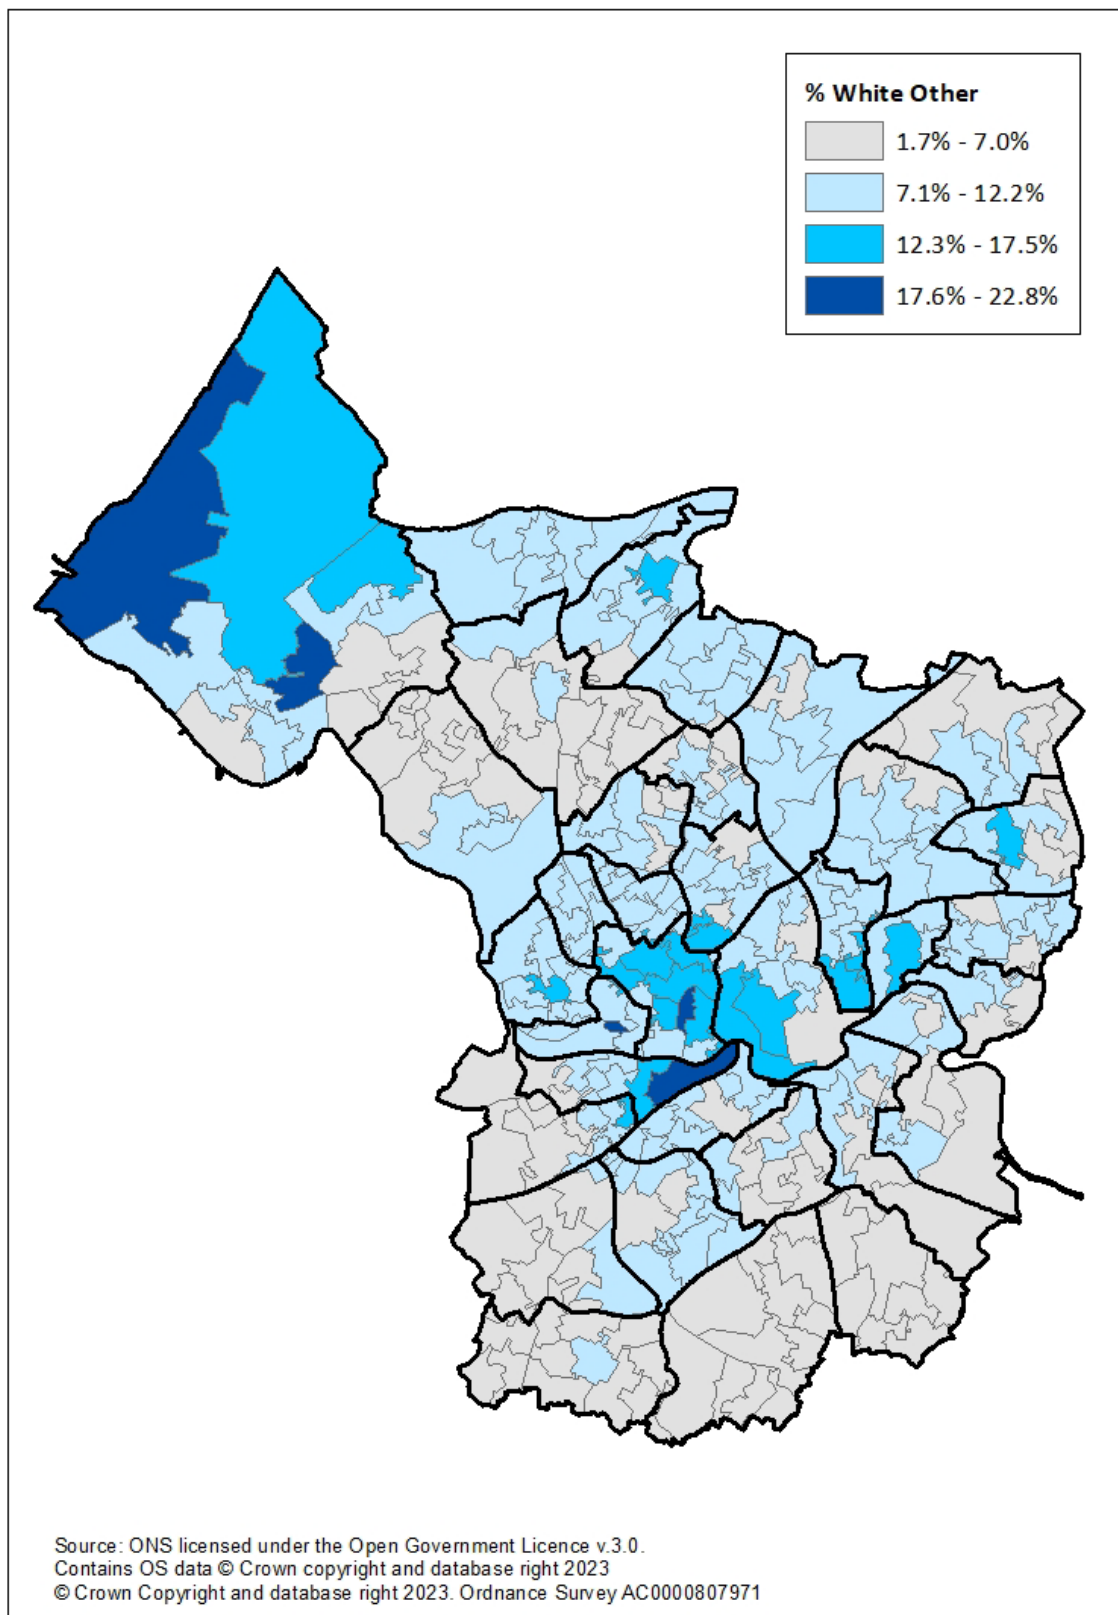 % White Other
1.7% - 7.0%
7.1% - 12.2%
12.3% - 17.5%
17.6% - 22.8%
Source: ONS licensed under the Open Government Licence v.3.0.
Contains OS data © Crown copyright and database right 2023
© Crown Copyright and database right 2023. Ordnance Survey AC0000807971